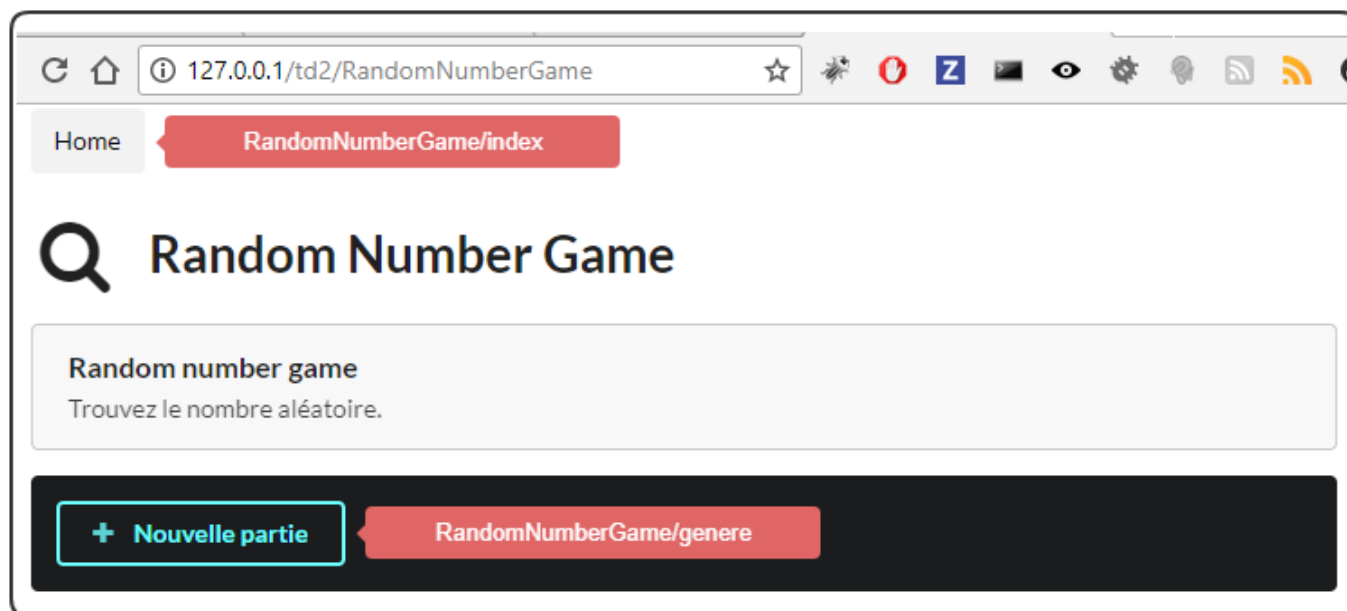 127.0.0.1/td2/RandomNumberGame
Z
Home
RandomNumberGame/index
Random Number Game
Random number game
Trouvez le nombre aléatoire.
+ Nouvelle partie
RandomNumberGame/genere